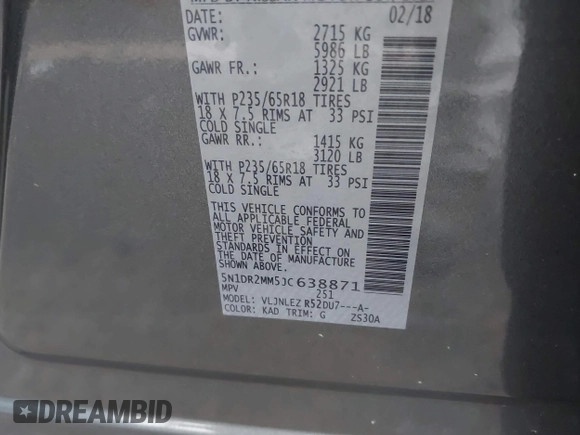 DATE: 02/18
GVWR: 2715 KG
5986 LB
GAWR FR.: 1325 KG
2921 LB
WITH P235/65R18 TIRES
18 X 7.5 RIMS AT 33 PSI
COLD SINGLE
GAWR RR.: 1415 KG
3120 LB
WITH P235/65R18 TIRES
18 X 7.5 RIMS AT 33 PSI
COLD SINGLE
THIS VEHICLE CONFORMS TO
ALL APPLICABLE FEDERAL
MOTOR VEHICLE SAFETY AND
THEFT PREVENTION
STANDARDS IN EFFECT ON
THE DATE OF MANUFACTURE
SHOWN ABOVE.
5N1DR2MM5JC638871
MPV 2S1
MODEL: VLJNLEZ R52DU7---A-
COLOR: KAD TRIM: G ZS30A
DREAMBID